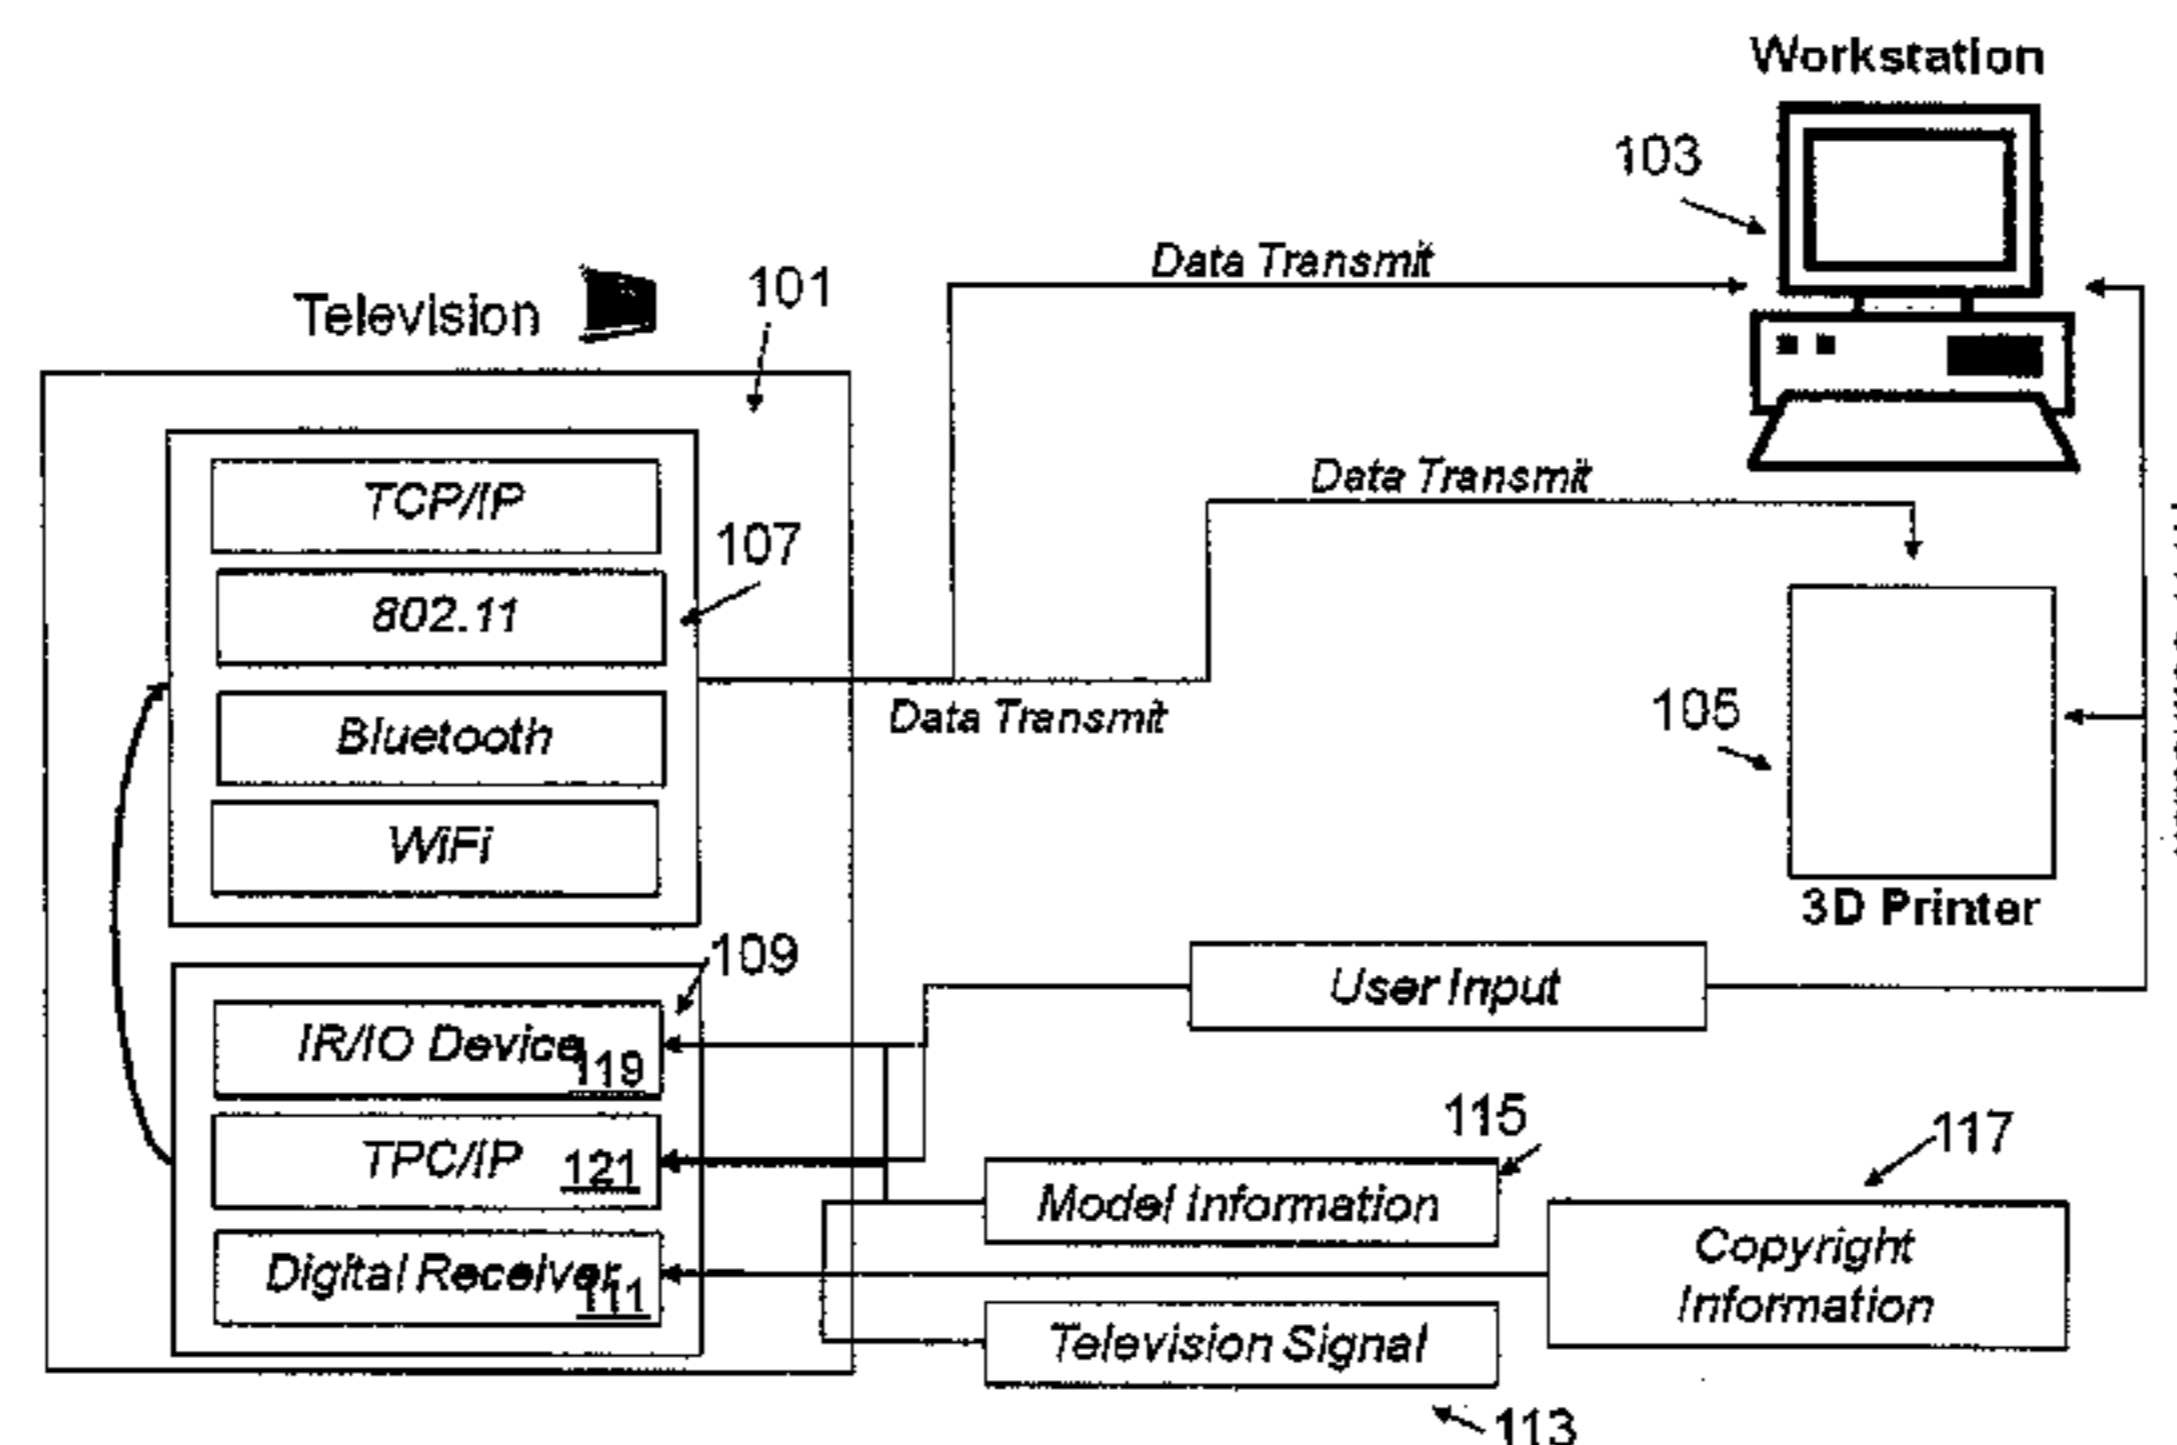 Workstation
103
Data Transmit
Television
101
Data Transmit
TCP/IP
107
802.11
105
Data Transmit
Bluetooth
WiFi
3D Printer
109
User Input
IR/IO Device
119
115
117
TPC/IP
121
Model Information
Copyright
Information
Digital Receiver
111
Television Signal
113